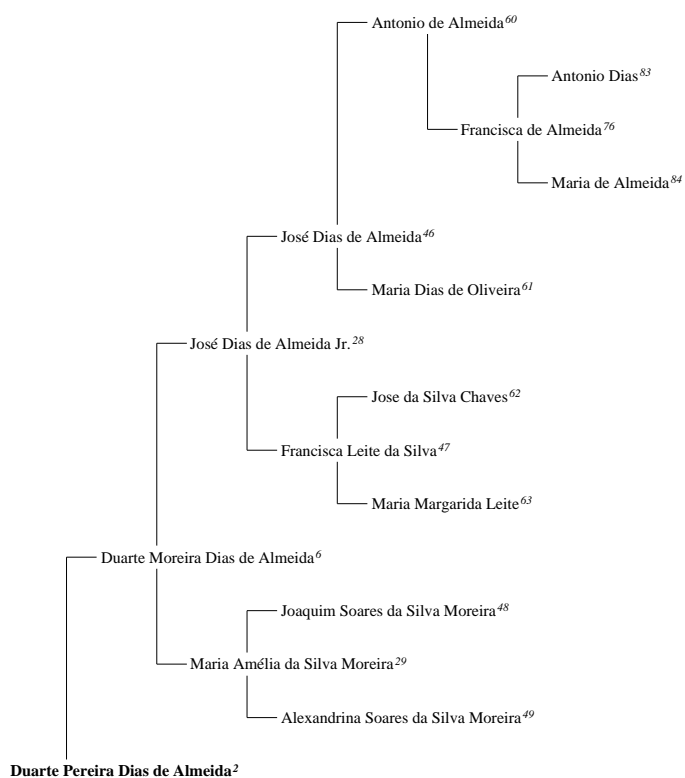 Antonio de Almeida60
Antonio Dias83
Francisca de Almeida76
Maria de Almeida84
José Dias de Almeida46
Maria Dias de Oliveira61
José Dias de Almeida Jr.28
Jose da Silva Chaves62
Francisca Leite da Silva47
Maria Margarida Leite63
Duarte Moreira Dias de Almeida6
Joaquim Soares da Silva Moreira48
Maria Amélia da Silva Moreira29
Alexandrina Soares da Silva Moreira49
Duarte Pereira Dias de Almeida2